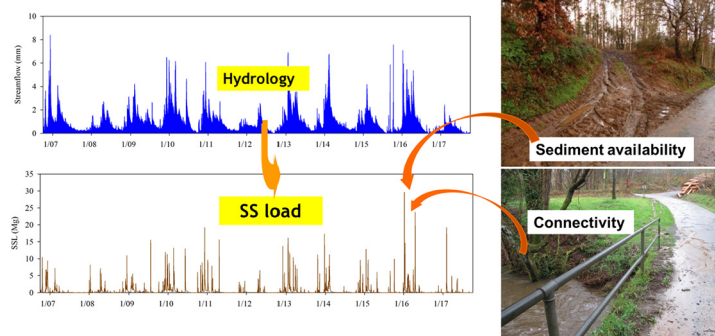 10
8
6
4
2
0
Streamflow (mm)
Hydrology
1/07 1/08 1/09 1/10 1/11 1/12 1/13 1/14 1/15 1/16 1/17
Sediment availability
35
30
25
20
15
10
5
0
SSL (Mg)
SS load
Connectivity
1/07 1/08 1/09 1/10 1/11 1/12 1/13 1/14 1/15 1/16 1/17